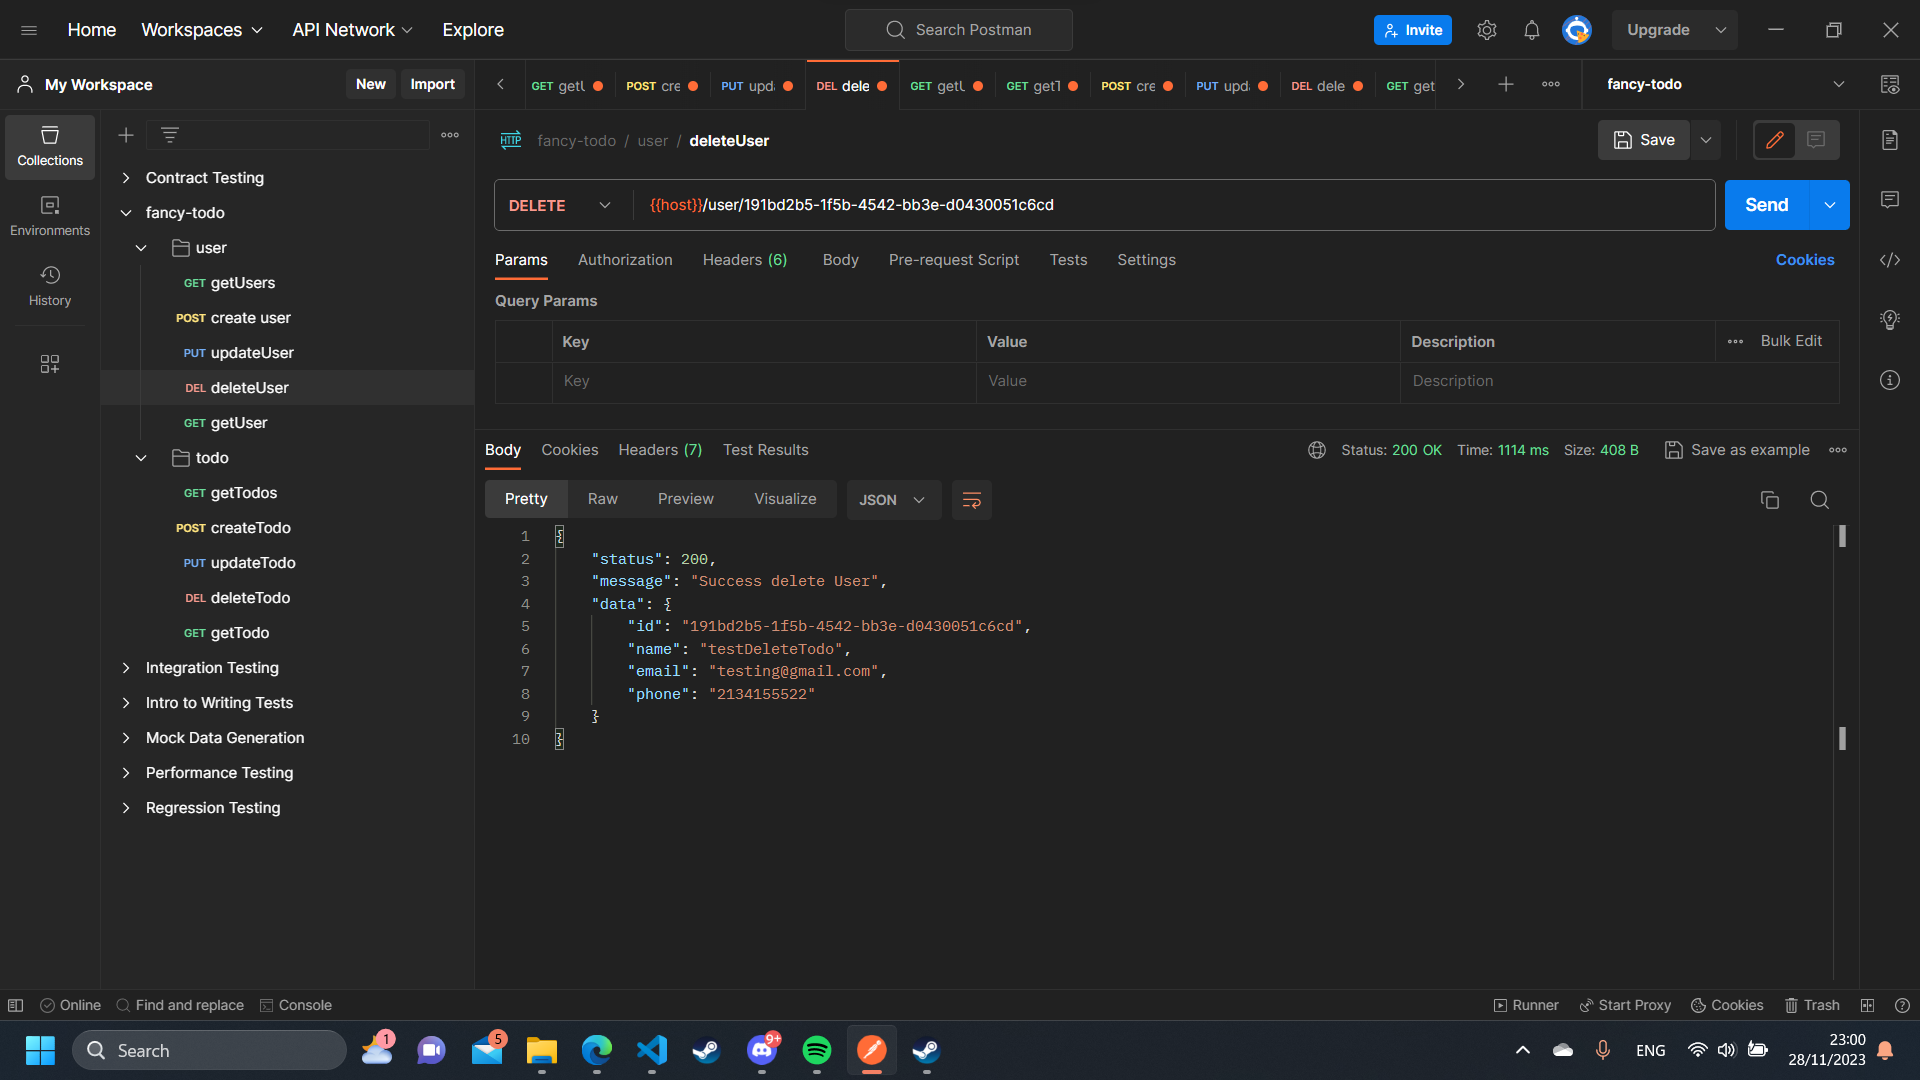 Home Workspaces API Network Explore Search Postman Invite Upgrade
My Workspace New Import
GET getU POST cre PUT upda DEL dele GET getU GET getT POST cre PUT upda DEL dele GET get fancy-todo
Collections
Environments
History
Contract Testing
fancy-todo
user
GET getUsers
POST create user
PUT updateUser
DEL deleteUser
GET getUser
todo
GET getTodos
POST createTodo
PUT updateTodo
DEL deleteTodo
GET getTodo
Integration Testing
Intro to Writing Tests
Mock Data Generation
Performance Testing
Regression Testing
HTTP fancy-todo / user / deleteUser Save
DELETE {{host}}/user/191bd2b5-1f5b-4542-bb3e-d0430051c6cd Send
Params Authorization Headers (6) Body Pre-request Script Tests Settings Cookies
Query Params
Key Value Description Bulk Edit
Key Value Description
Body Cookies Headers (7) Test Results Status: 200 OK Time: 1114 ms Size: 408 B Save as example
Pretty Raw Preview Visualize JSON
1 {
2 "status": 200,
3 "message": "Success delete User",
4 "data": {
5 "id": "191bd2b5-1f5b-4542-bb3e-d0430051c6cd",
6 "name": "testDeleteTodo",
7 "email": "testing@gmail.com",
8 "phone": "2134155522"
9 }
10 }
Online Find and replace Console Runner Start Proxy Cookies Trash
Search 1 5 9+ ENG 23:00
28/11/2023